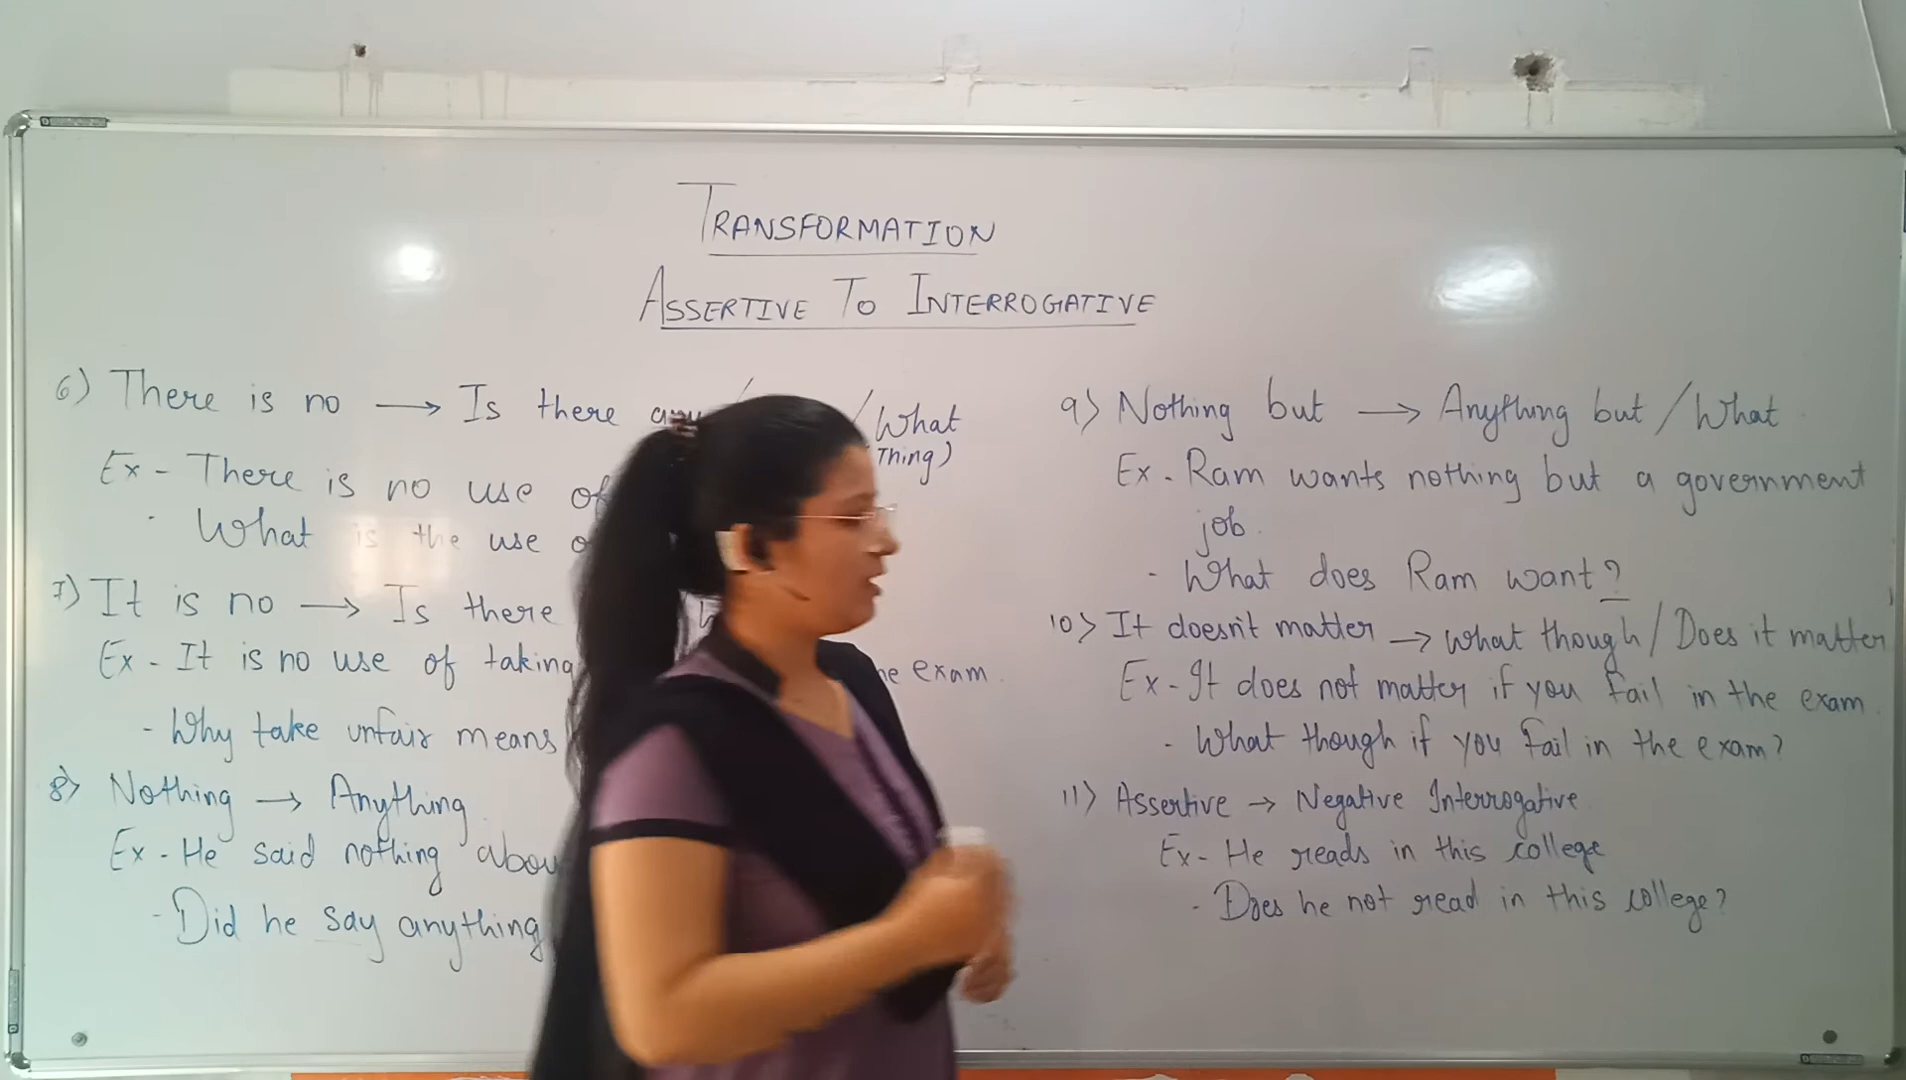 TRANSFORMATION
ASSERTIVE TO INTERROGATIVE
6) There is no → Is there any / / What
Thing)
Ex - There is no use of
- What is the use
7) It is no → Is there
Ex - It is no use of taking the exam.
- Why take unfair means
8) Nothing → Anything.
Ex - He said nothing
- Did he say anything
9) Nothing but → Anything but / What
Ex - Ram wants nothing but a government
job.
- What does Ram want?
10) It doesn't matter → What though / Does it matter
Ex - It does not matter if you fail in the exam.
- What though if you fail in the exam?
11) Assertive → Negative Interrogative
Ex - He reads in this college
- Does he not read in this college?